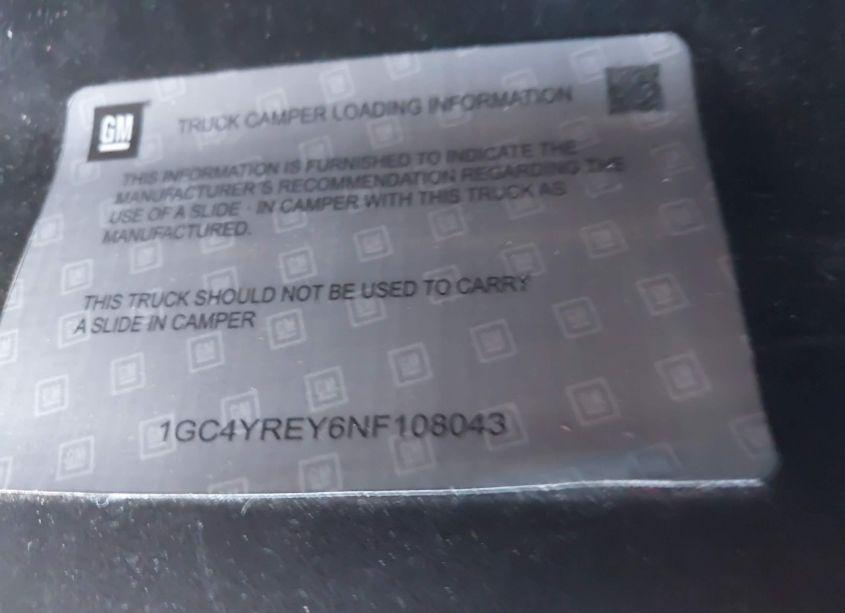 GM
TRUCK CAMPER LOADING INFORMATION
THIS INFORMATION IS FURNISHED TO INDICATE THE
MANUFACTURER'S RECOMMENDATION REGARDING THE
USE OF A SLIDE - IN CAMPER WITH THIS TRUCK AS
MANUFACTURED.
THIS TRUCK SHOULD NOT BE USED TO CARRY
A SLIDE IN CAMPER
1GC4YREY6NF108043